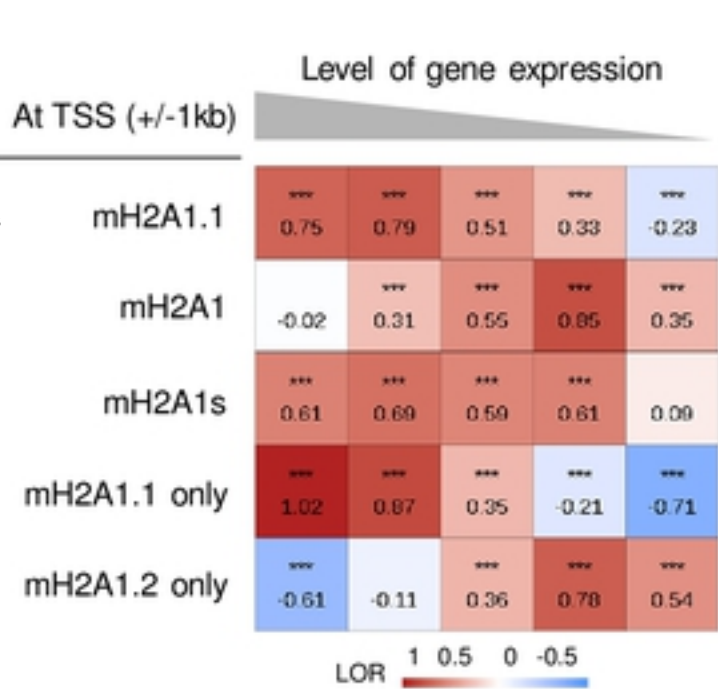 Level of gene expression
At TSS (+/-1kb)
mH2A1.1 *** 0.75 *** 0.79 *** 0.51 *** 0.33 *** -0.23
mH2A1 -0.02 *** 0.31 *** 0.55 *** 0.85 *** 0.35
mH2A1s *** 0.61 *** 0.69 *** 0.59 *** 0.61 0.09
mH2A1.1 only *** 1.02 *** 0.87 *** 0.35 *** -0.21 *** -0.71
mH2A1.2 only *** -0.61 -0.11 *** 0.36 *** 0.78 *** 0.54
LOR 1 0.5 0 -0.5